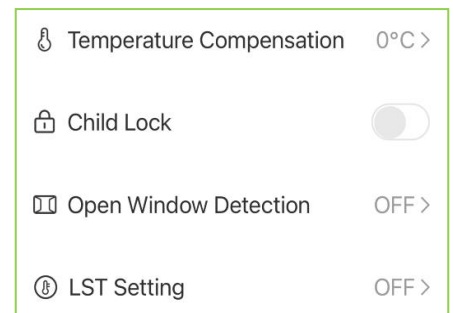 Temperature Compensation 0°C >
Child Lock
Open Window Detection OFF >
LST Setting OFF >